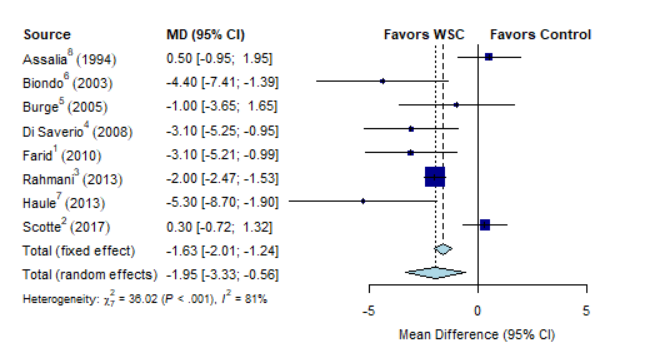 Source MD (95% CI) Favors WSC Favors Control
Assalia⁸ (1994) 0.50 [-0.95; 1.95]
Biondo⁶ (2003) -4.40 [-7.41; -1.39]
Burge⁵ (2005) -1.00 [-3.65; 1.65]
Di Saverio⁴ (2008) -3.10 [-5.25; -0.95]
Farid¹ (2010) -3.10 [-5.21; -0.99]
Rahmani³ (2013) -2.00 [-2.47; -1.53]
Haule⁷ (2013) -5.30 [-8.70; -1.90]
Scotte² (2017) 0.30 [-0.72; 1.32]
Total (fixed effect) -1.63 [-2.01; -1.24]
Total (random effects) -1.95 [-3.33; -0.56]
Heterogeneity: χ²₇ = 36.02 (P < .001), I² = 81%
-5 0 5
Mean Difference (95% CI)